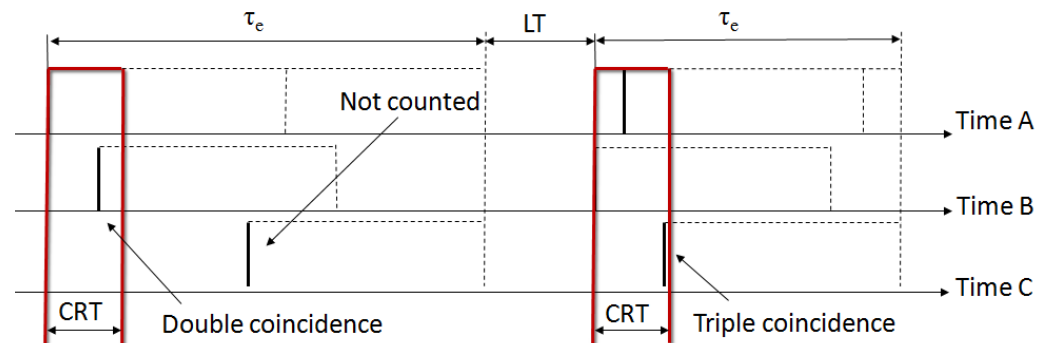 τe LT τe
Not counted
Time A
Time B
Time C
CRT Double coincidence CRT Triple coincidence